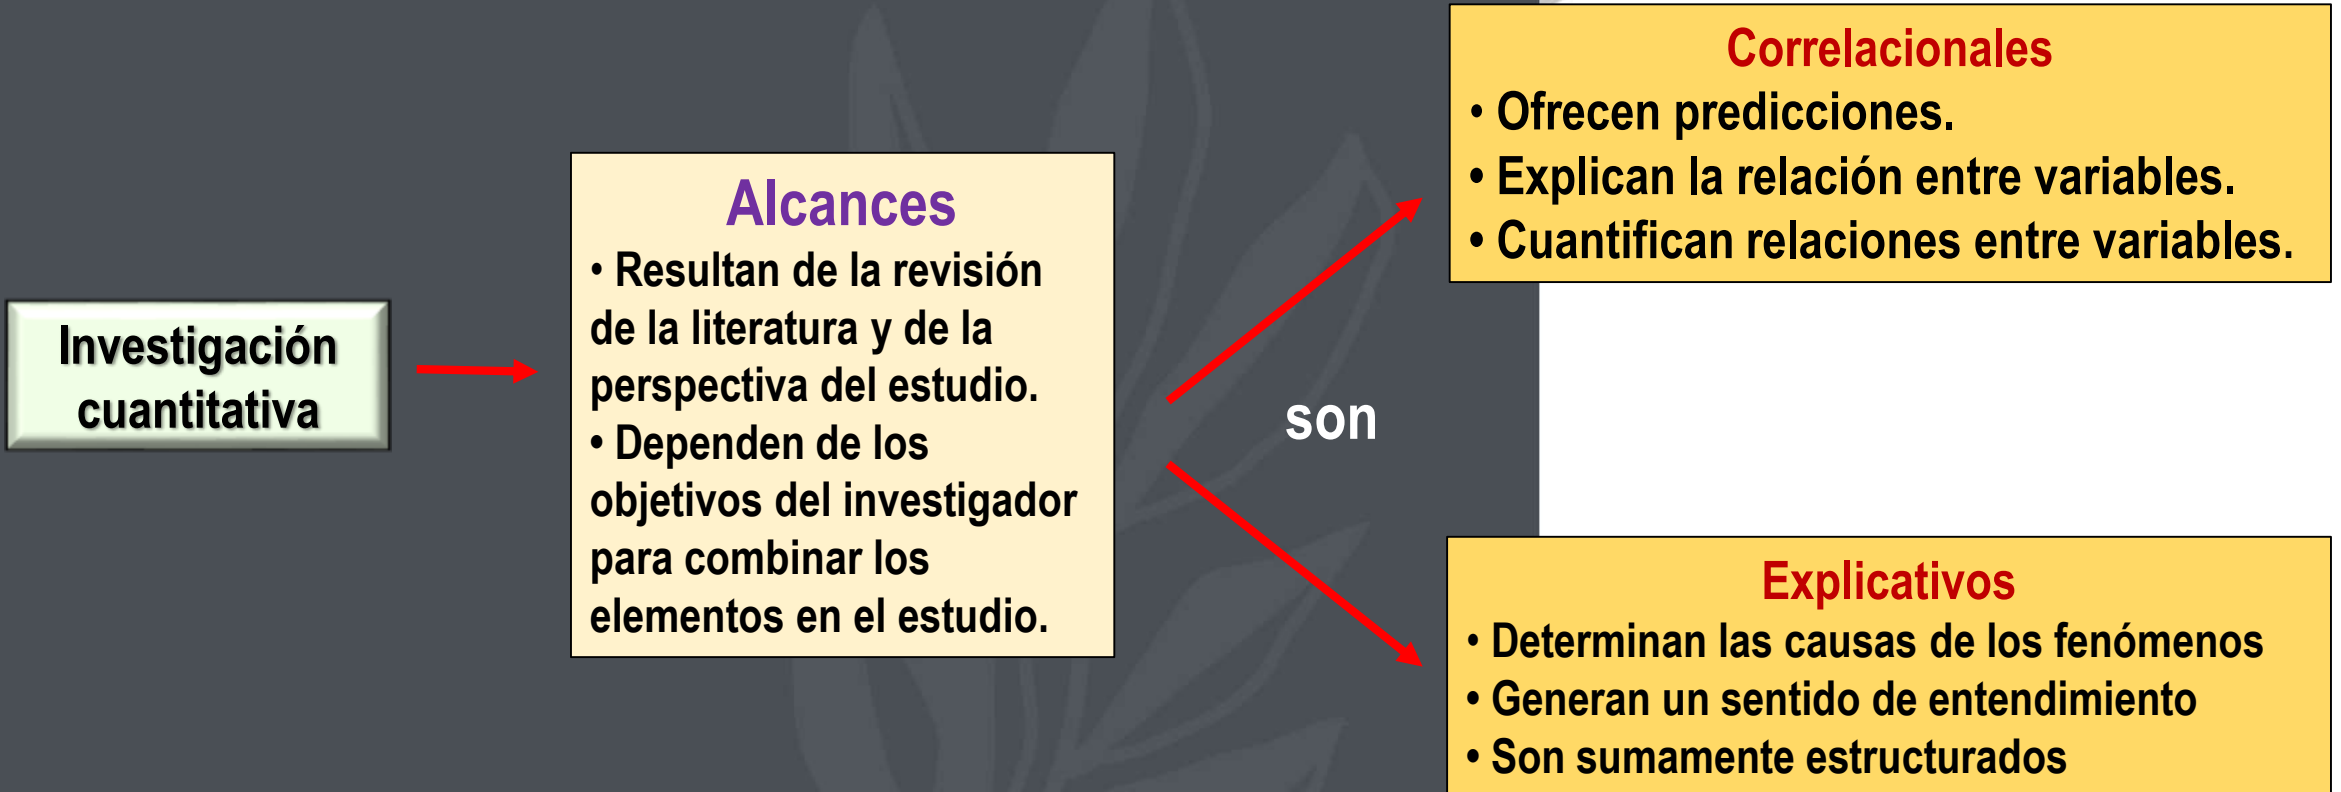 Investigación
cuantitativa
Alcances
• Resultan de la revisión
de la literatura y de la
perspectiva del estudio.
• Dependen de los
objetivos del investigador
para combinar los
elementos en el estudio.
son
Correlacionales
• Ofrecen predicciones.
• Explican la relación entre variables.
• Cuantifican relaciones entre variables.
Explicativos
• Determinan las causas de los fenómenos
• Generan un sentido de entendimiento
• Son sumamente estructurados